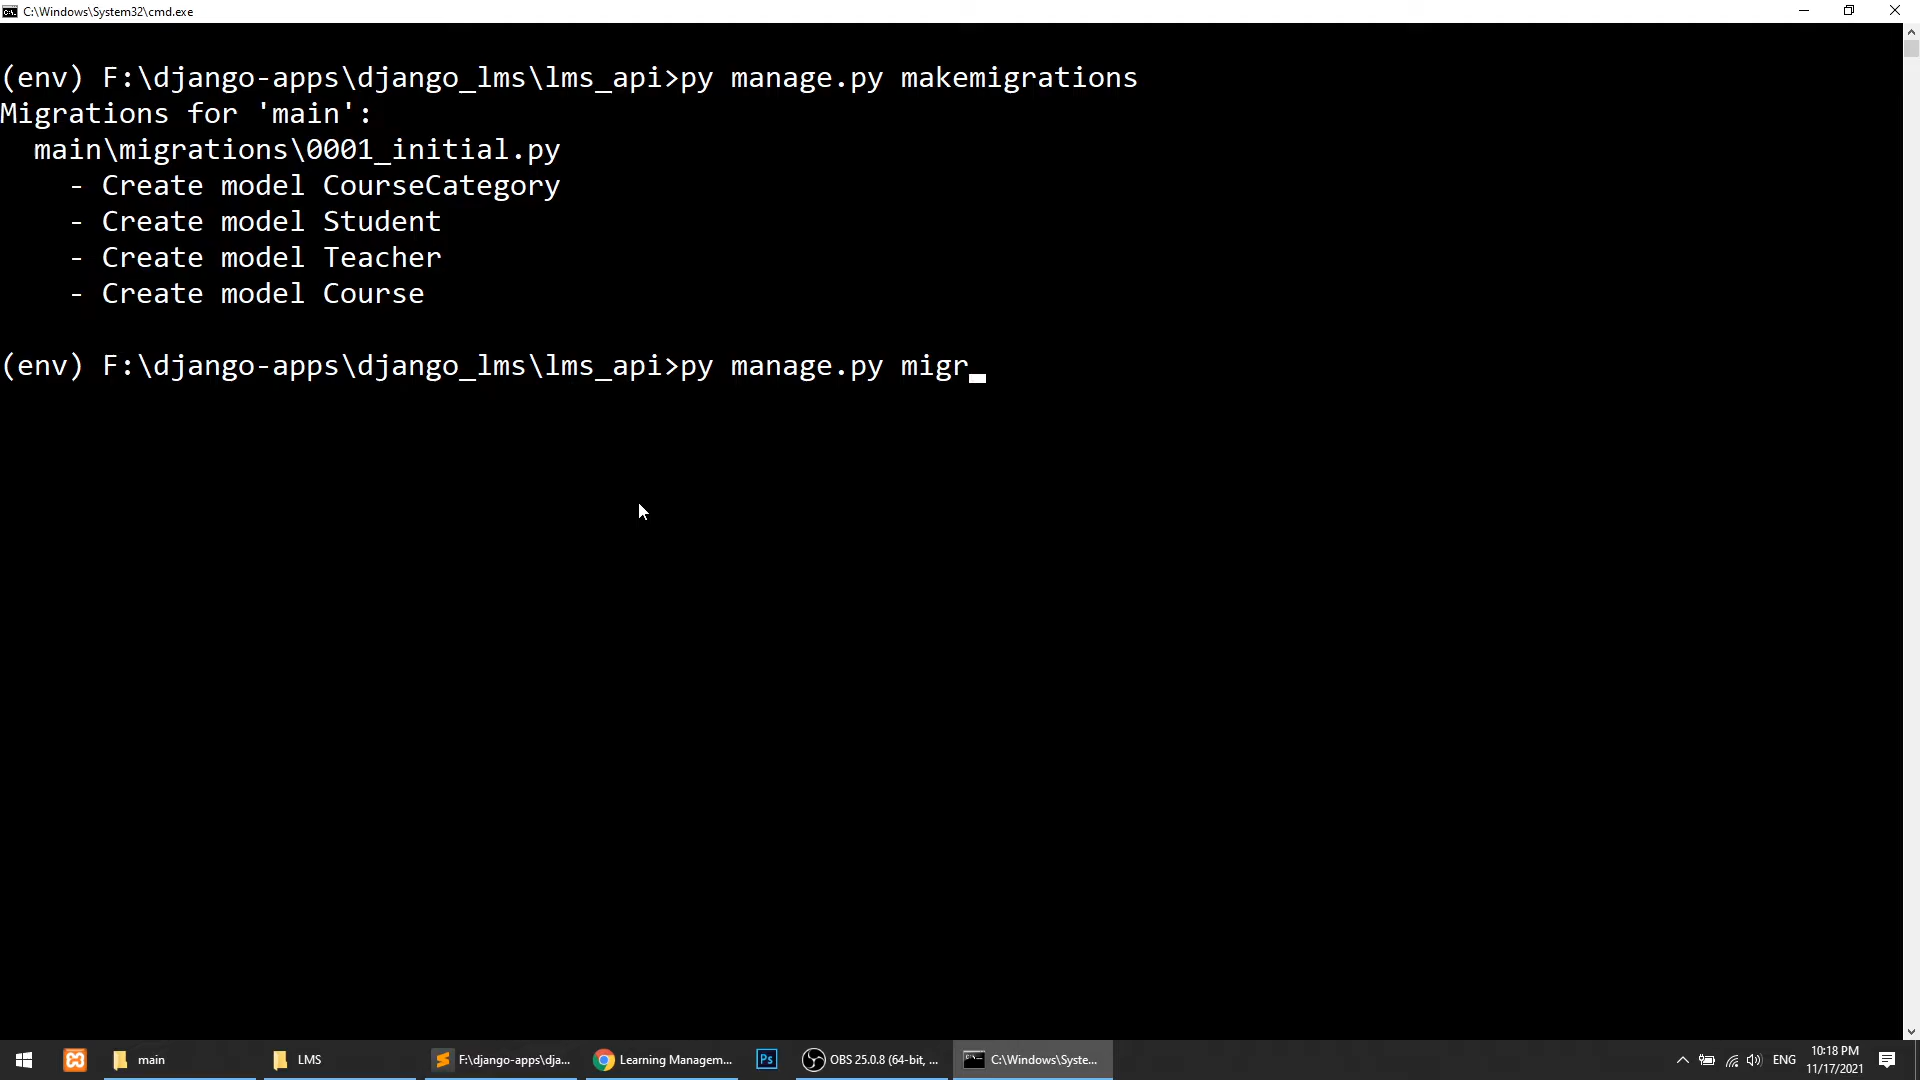 C:\Windows\System32\cmd.exe
(env) F:\django-apps\django_lms\lms_api>py manage.py makemigrations
Migrations for 'main':
  main\migrations\0001_initial.py
    - Create model CourseCategory
    - Create model Student
    - Create model Teacher
    - Create model Course
(env) F:\django-apps\django_lms\lms_api>py manage.py migr_
main
LMS
F:\django-apps\dja...
Learning Managem...
Ps
OBS 25.0.8 (64-bit, ...
C:\Windows\Syste...
ENG
10:18 PM
11/17/2021